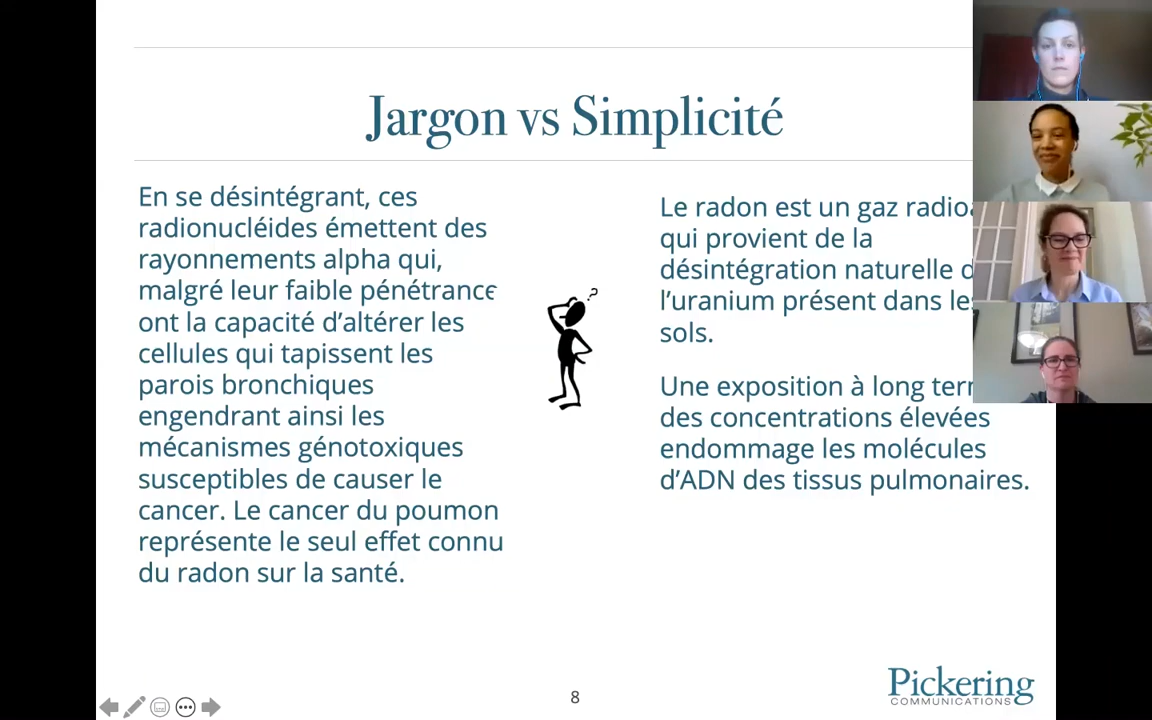 Jargon vs Simplicité
En se désintégrant, ces
radionucléides émettent des
rayonnements alpha qui,
malgré leur faible pénétrance
ont la capacité d’altérer les
cellules qui tapissent les
parois bronchiques
engendrant ainsi les
mécanismes génotoxiques
susceptibles de causer le
cancer. Le cancer du poumon
représente le seul effet connu
du radon sur la santé.
?
Le radon est un gaz
qui provient de la
désintégration naturelle
l’uranium présent dans
sols.
Une exposition à long
des concentrations élevées
endommage les molécules
d’ADN des tissus pulmonaires.
8
Pickering
COMMUNICATIONS